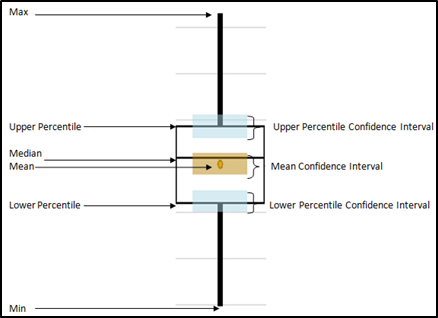 Max
Upper Percentile
Upper Percentile Confidence Interval
Median
Mean
Mean Confidence Interval
Lower Percentile
Lower Percentile Confidence Interval
Min